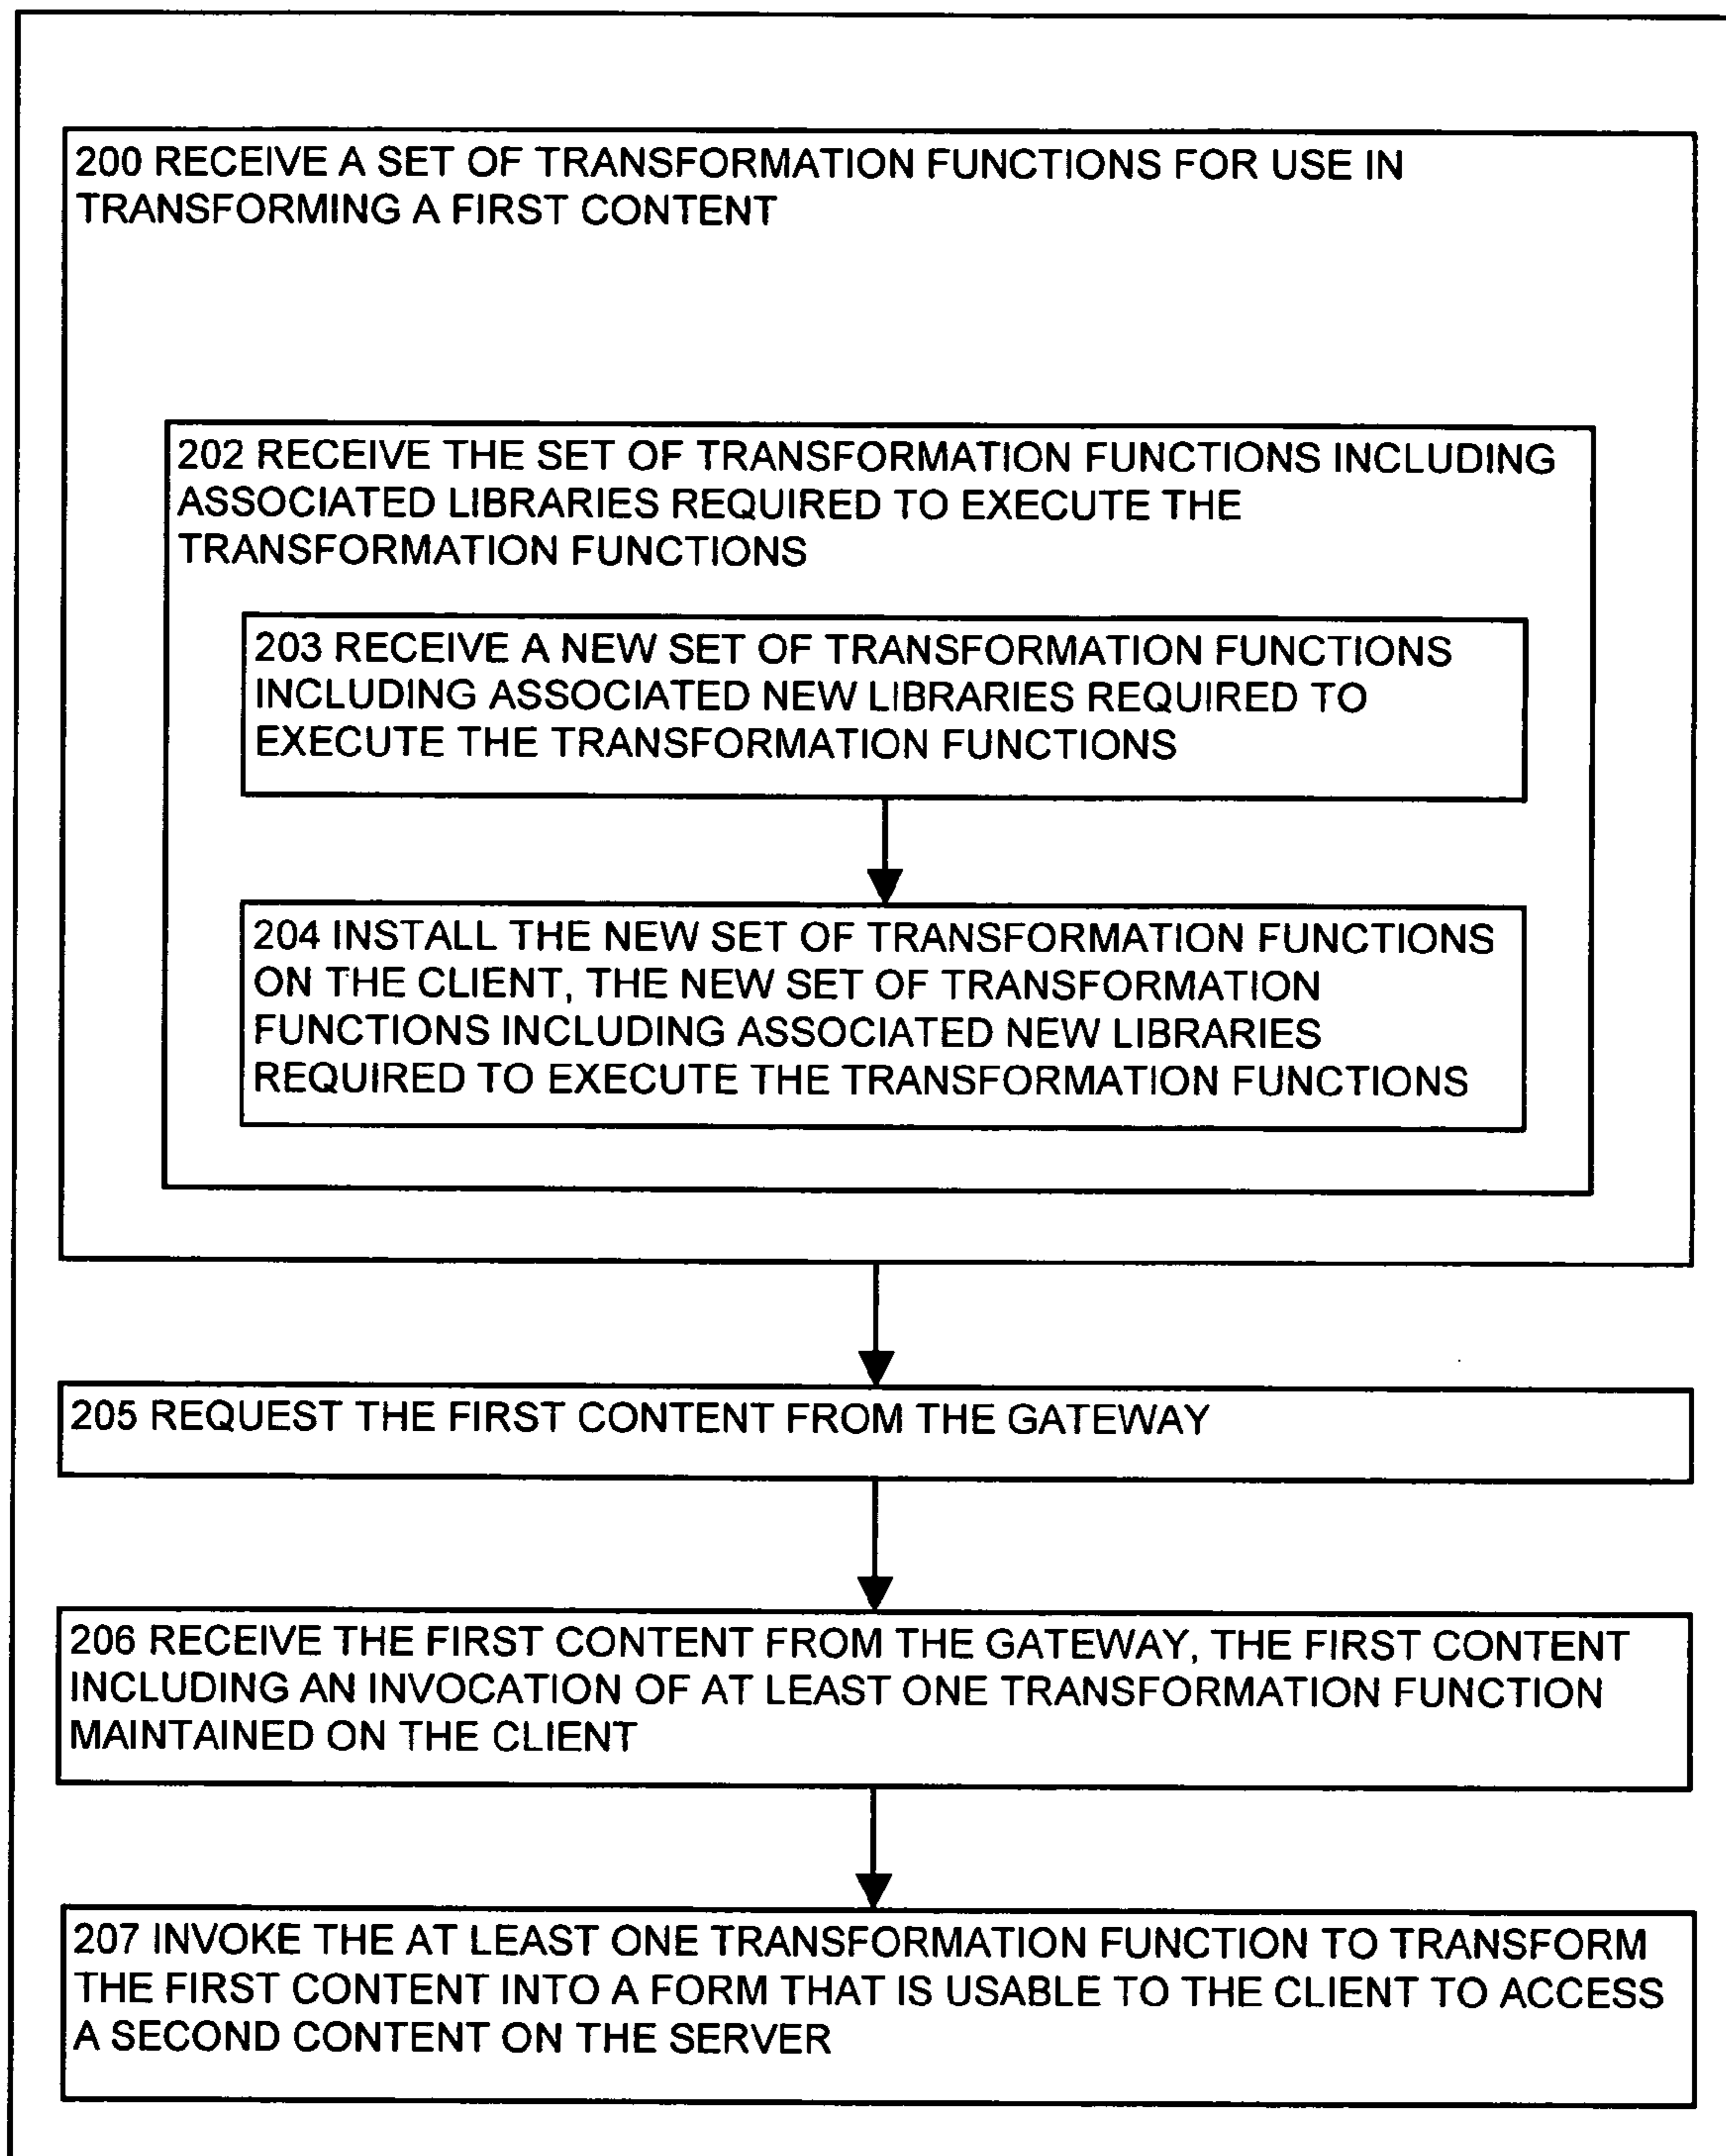 200 RECEIVE A SET OF TRANSFORMATION FUNCTIONS FOR USE IN
TRANSFORMING A FIRST CONTENT
202 RECEIVE THE SET OF TRANSFORMATION FUNCTIONS INCLUDING
ASSOCIATED LIBRARIES REQUIRED TO EXECUTE THE
TRANSFORMATION FUNCTIONS
203 RECEIVE A NEW SET OF TRANSFORMATION FUNCTIONS
INCLUDING ASSOCIATED NEW LIBRARIES REQUIRED TO
EXECUTE THE TRANSFORMATION FUNCTIONS
204 INSTALL THE NEW SET OF TRANSFORMATION FUNCTIONS
ON THE CLIENT, THE NEW SET OF TRANSFORMATION
FUNCTIONS INCLUDING ASSOCIATED NEW LIBRARIES
REQUIRED TO EXECUTE THE TRANSFORMATION FUNCTIONS
205 REQUEST THE FIRST CONTENT FROM THE GATEWAY
206 RECEIVE THE FIRST CONTENT FROM THE GATEWAY, THE FIRST CONTENT
INCLUDING AN INVOCATION OF AT LEAST ONE TRANSFORMATION FUNCTION
MAINTAINED ON THE CLIENT
207 INVOKE THE AT LEAST ONE TRANSFORMATION FUNCTION TO TRANSFORM
THE FIRST CONTENT INTO A FORM THAT IS USABLE TO THE CLIENT TO ACCESS
A SECOND CONTENT ON THE SERVER